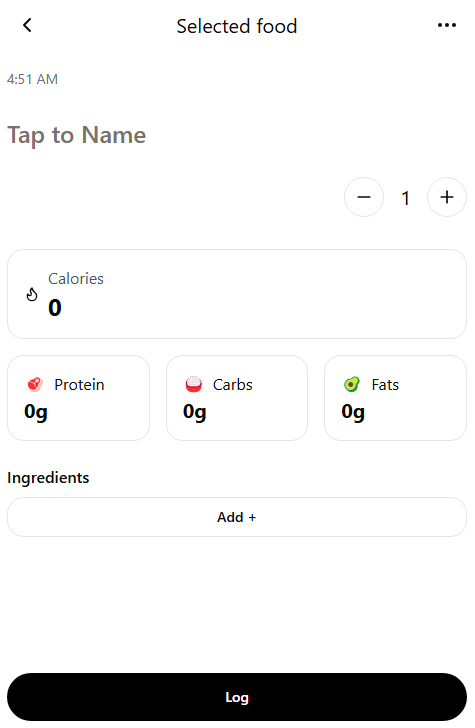 Selected food
4:51 AM
Tap to Name
1
Calories
0
Protein
0g
Carbs
0g
Fats
0g
Ingredients
Add +
Log